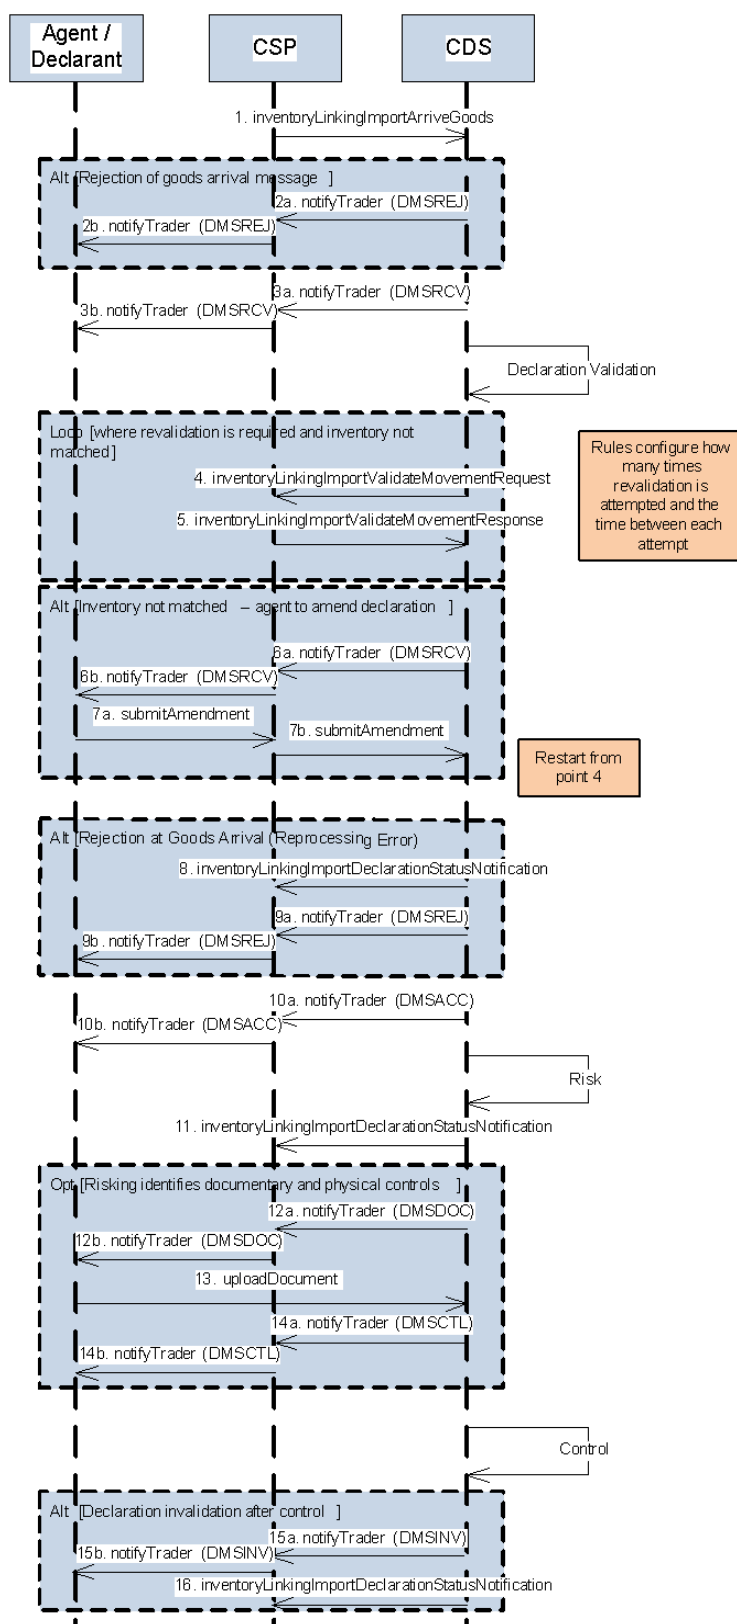 Agent /
Declarant
CSP
CDS
1. inventoryLinkingImportArriveGoods
Alt [Rejection of goods arrival message ]
2a. notifyTrader (DMSREJ)
2b. notifyTrader (DMSREJ)
3a. notifyTrader (DMSRCV)
3b. notifyTrader (DMSRCV)
Declaration Validation
Loop [where revalidation is required and inventory not
matched]
4. inventoryLinkingImportValidateMovementRequest
5. inventoryLinkingImportValidateMovementResponse
Rules configure how
many times
revalidation is
attempted and the
time between each
attempt
Alt [Inventory not matched – agent to amend declaration ]
6a. notifyTrader (DMSRCV)
6b. notifyTrader (DMSRCV)
7a. submitAmendment
7b. submitAmendment
Restart from
point 4
Alt [Rejection at Goods Arrival (Reprocessing Error)
8. inventoryLinkingImportDeclarationStatusNotification
9a. notifyTrader (DMSREJ)
9b. notifyTrader (DMSREJ)
10a. notifyTrader (DMSACC)
10b. notifyTrader (DMSACC)
Risk
11. inventoryLinkingImportDeclarationStatusNotification
Opt [Risking identifies documentary and physical controls ]
12a. notifyTrader (DMSDOC)
12b. notifyTrader (DMSDOC)
13. uploadDocument
14a. notifyTrader (DMSCTL)
14b. notifyTrader (DMSCTL)
Control
Alt [Declaration invalidation after control ]
15a. notifyTrader (DMSINV)
15b. notifyTrader (DMSINV)
16. inventoryLinkingImportDeclarationStatusNotification